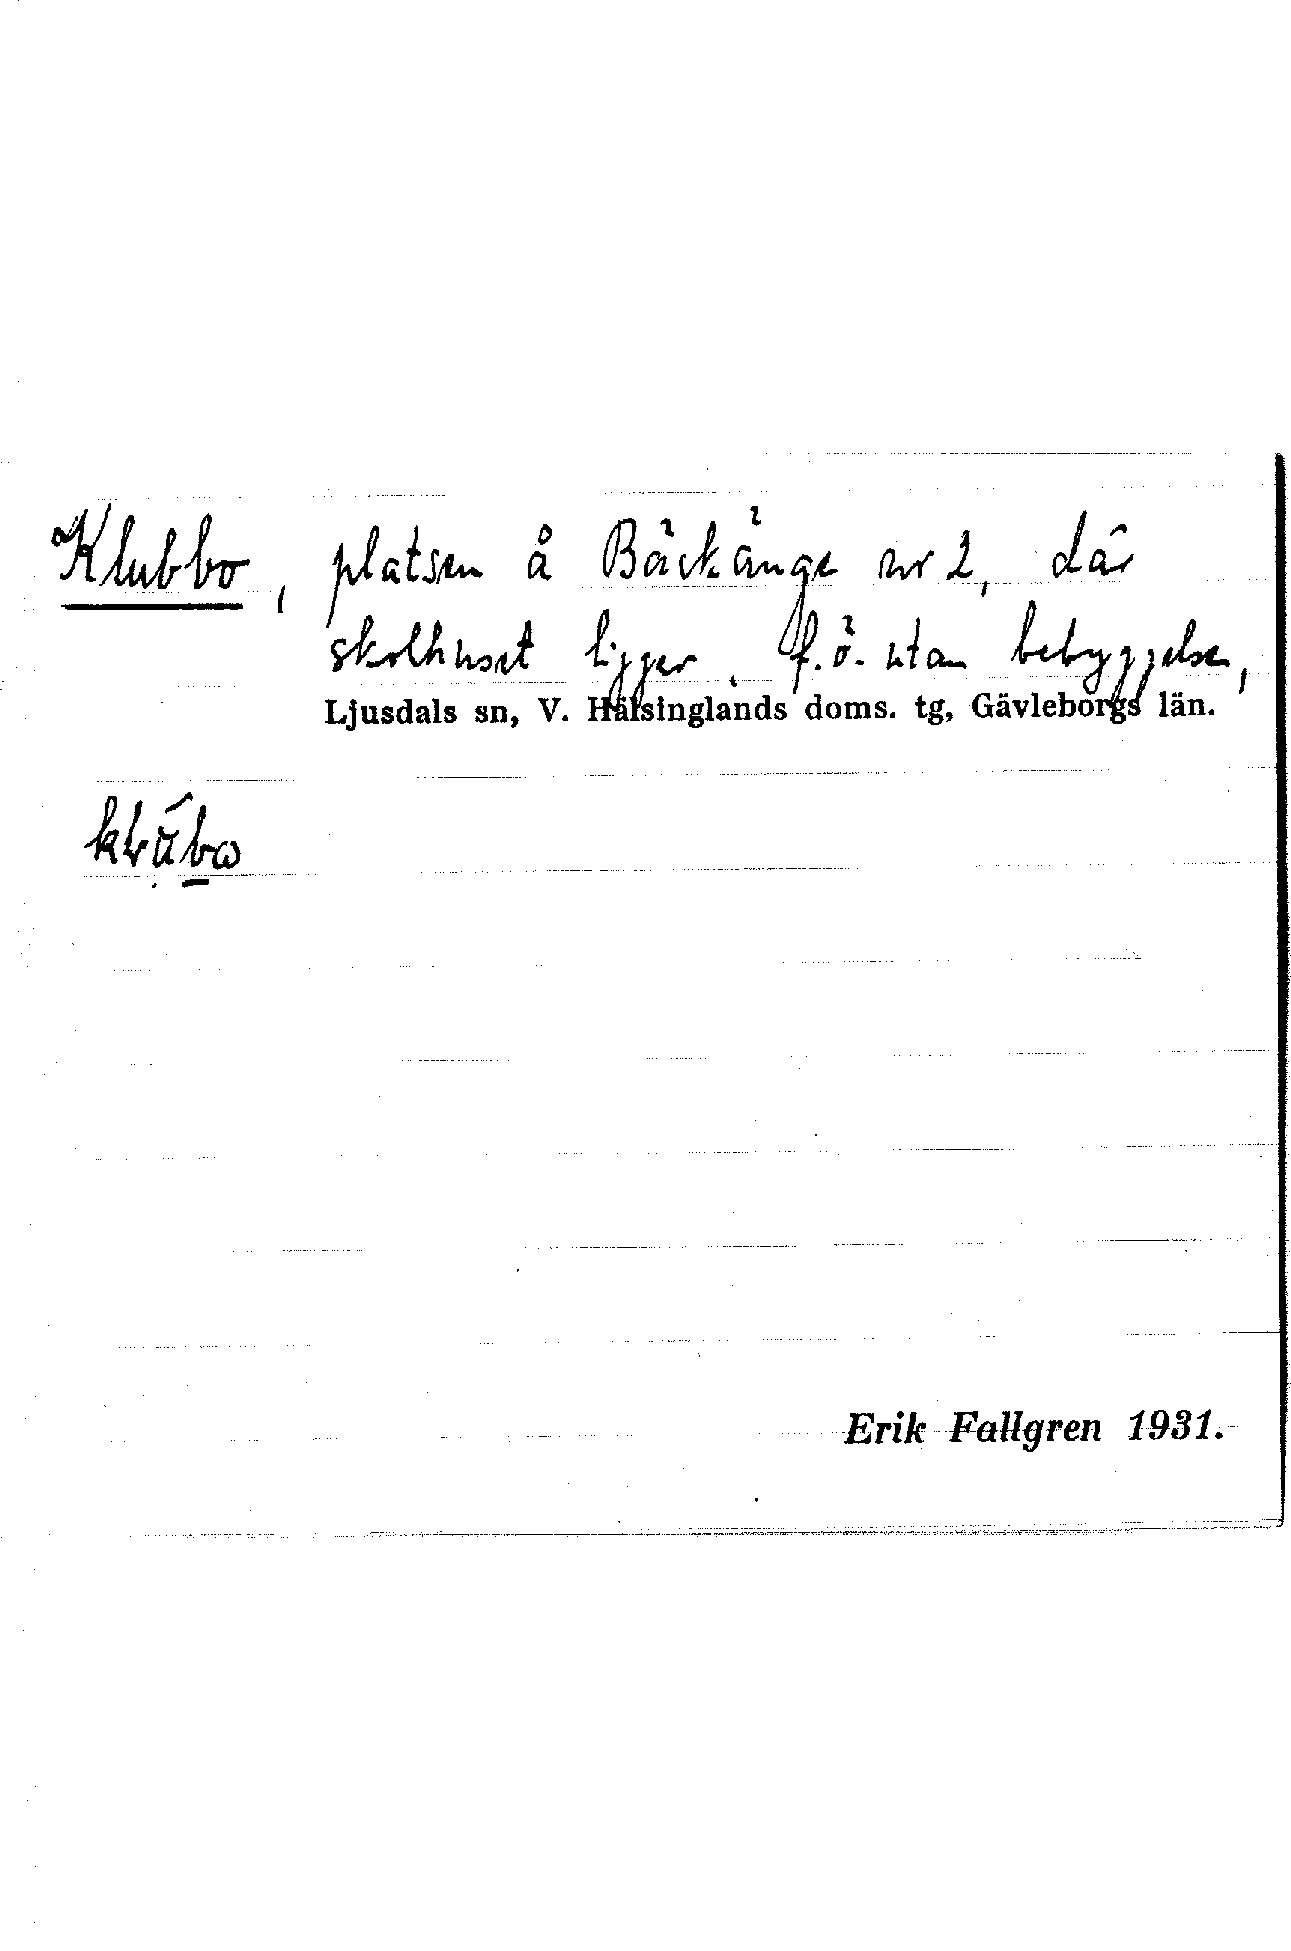 Klubbo, platsen å Bäckänge nr 2, där
skolhuset ligger, f.ö. utan bebyggelse,
Ljusdals sn, V. Hälsinglands doms. tg, Gävleborgs län.
Erik Fallgren 1931.